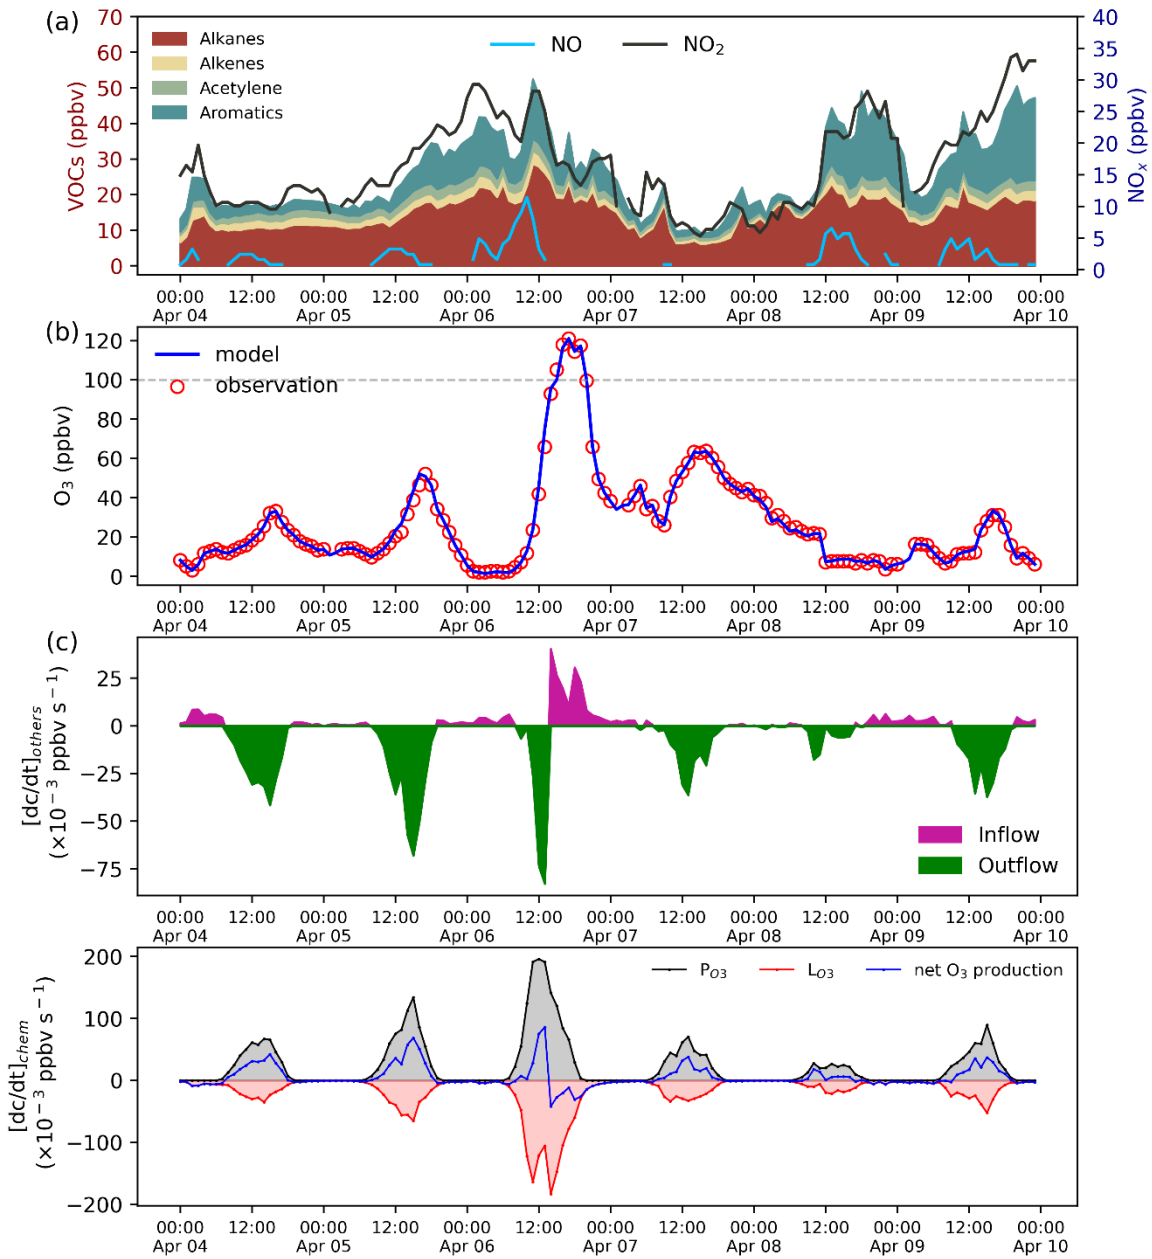 (a)
VOCs (ppbv)
70
60
50
40
30
20
10
0
Alkanes
Alkenes
Acetylene
Aromatics
NO
NO₂
40
35
30
25
20
15
10
5
0
NOₓ (ppbv)
00:00 12:00 00:00 12:00 00:00 12:00 00:00 12:00 00:00 12:00 00:00 12:00 00:00
Apr 04 Apr 05 Apr 06 Apr 07 Apr 08 Apr 09 Apr 10
(b)
O₃ (ppbv)
120
100
80
60
40
20
0
model
observation
00:00 12:00 00:00 12:00 00:00 12:00 00:00 12:00 00:00 12:00 00:00 12:00 00:00
Apr 04 Apr 05 Apr 06 Apr 07 Apr 08 Apr 09 Apr 10
(c)
[dc/dt]others
(×10⁻³ ppbv s⁻¹)
25
0
−25
−50
−75
Inflow
Outflow
00:00 12:00 00:00 12:00 00:00 12:00 00:00 12:00 00:00 12:00 00:00 12:00 00:00
Apr 04 Apr 05 Apr 06 Apr 07 Apr 08 Apr 09 Apr 10
[dc/dt]chem
(×10⁻³ ppbv s⁻¹)
200
100
0
−100
−200
P_O3
L_O3
net O₃ production
00:00 12:00 00:00 12:00 00:00 12:00 00:00 12:00 00:00 12:00 00:00 12:00 00:00
Apr 04 Apr 05 Apr 06 Apr 07 Apr 08 Apr 09 Apr 10